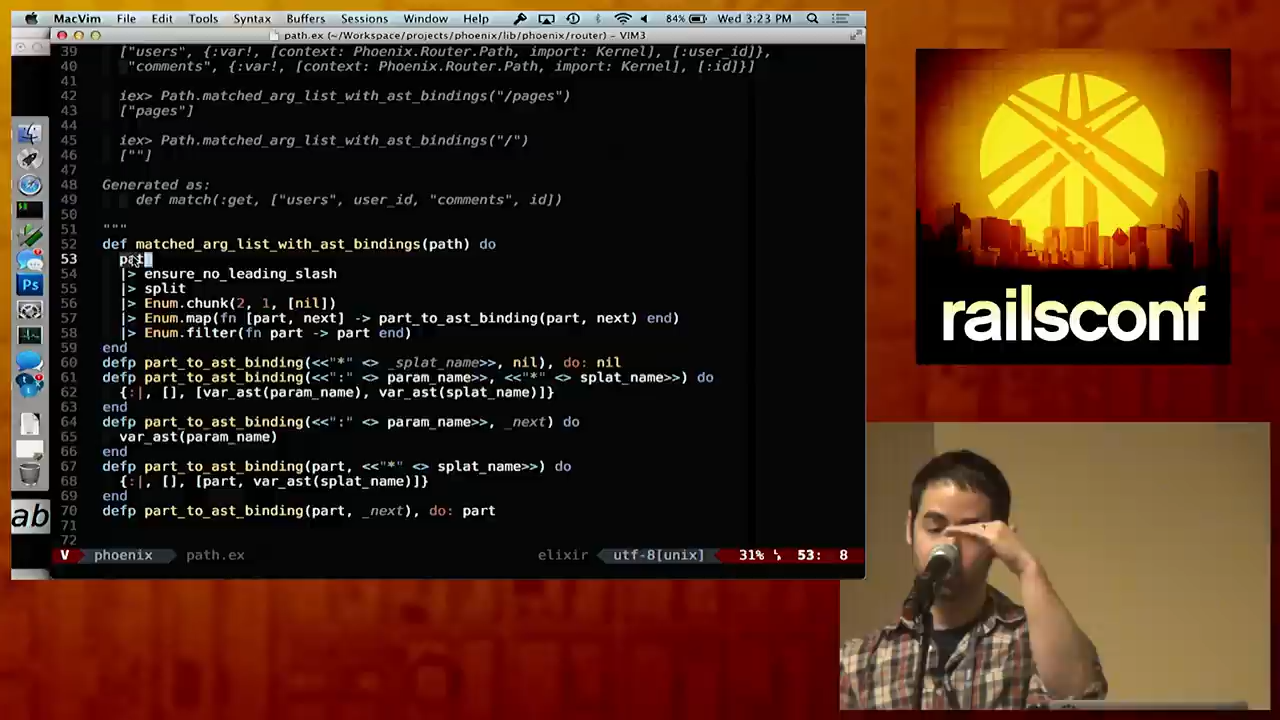 MacVim File Edit Tools Syntax Buffers Sessions Window Help 84% Wed 3:23 PM
path.ex (~/Workspace/projects/phoenix/lib/phoenix/router) - VIM3
39 ["users", {:var!, [context: Phoenix.Router.Path, import: Kernel], [:user_id]},
40 "comments", {:var!, [context: Phoenix.Router.Path, import: Kernel], [:id]}]
41
42 iex> Path.matched_arg_list_with_ast_bindings("/pages")
43 ["pages"]
44
45 iex> Path.matched_arg_list_with_ast_bindings("/")
46 [""]
47
48 Generated as:
49 def match(:get, ["users", user_id, "comments", id])
50
51 """
52 def matched_arg_list_with_ast_bindings(path) do
53 path
54 |> ensure_no_leading_slash
55 |> split
56 |> Enum.chunk(2, 1, [nil])
57 |> Enum.map(fn [part, next] -> part_to_ast_binding(part, next) end)
58 |> Enum.filter(fn part -> part end)
59 end
60 defp part_to_ast_binding(<<"*" <> _splat_name>>, nil), do: nil
61 defp part_to_ast_binding(<<":" <> param_name>>, <<"*" <> splat_name>>) do
62 {:|, [], [var_ast(param_name), var_ast(splat_name)]}
63 end
64 defp part_to_ast_binding(<<":" <> param_name>>, _next) do
65 var_ast(param_name)
66 end
67 defp part_to_ast_binding(part, <<"*" <> splat_name>>) do
68 {:|, [], [part, var_ast(splat_name)]}
69 end
70 defp part_to_ast_binding(part, _next), do: part
71
72
V phoenix path.ex elixir utf-8[unix] 31% 53: 8
Ps
ab
railsconf